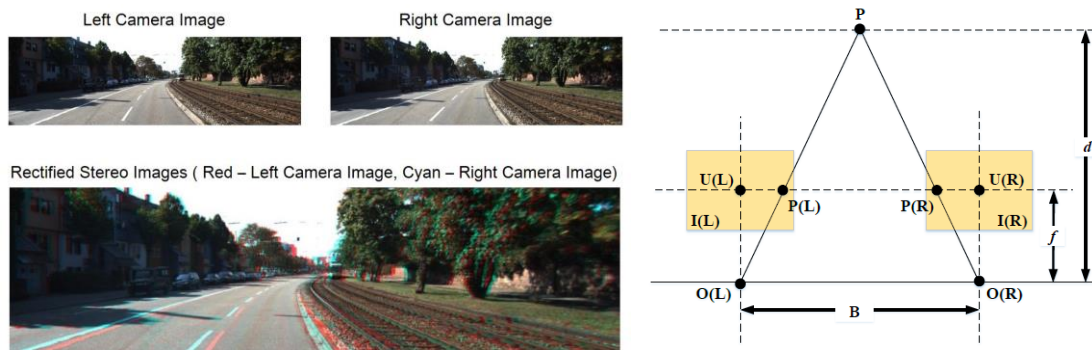 Left Camera Image
Right Camera Image
Rectified Stereo Images ( Red – Left Camera Image, Cyan – Right Camera Image)
P
d
U(L)
U(R)
P(L)
P(R)
I(L)
I(R)
f
O(L)
O(R)
B